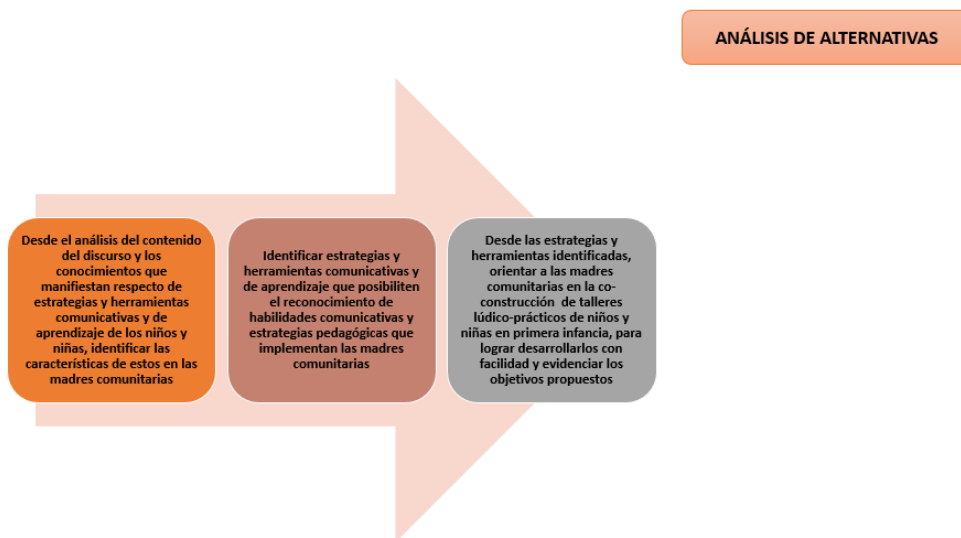 ANÁLISIS DE ALTERNATIVAS
Desde el análisis del contenido
del discurso y los
conocimientos que
manifiestan respecto de
estrategias y herramientas
comunicativas y de
aprendizaje de los niños y
niñas, identificar las
características de estos en las
madres comunitarias
Identificar estrategias y
herramientas comunicativas y
de aprendizaje que posibiliten
el reconocimiento de
habilidades comunicativas y
estrategias pedagógicas que
implementan las madres
comunitarias
Desde las estrategias y
herramientas identificadas,
orientar a las madres
comunitarias en la co-
construcción de talleres
lúdico-prácticos de niños y
niñas en primera infancia, para
lograr desarrollarlos con
facilidad y evidenciar los
objetivos propuestos